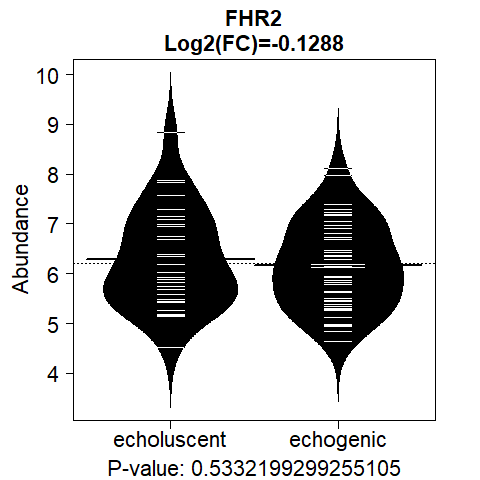 FHR2
Log2(FC)=-0.1288
Abundance
10
9
8
7
6
5
4
echoluscent echogenic
P-value: 0.5332199299255105